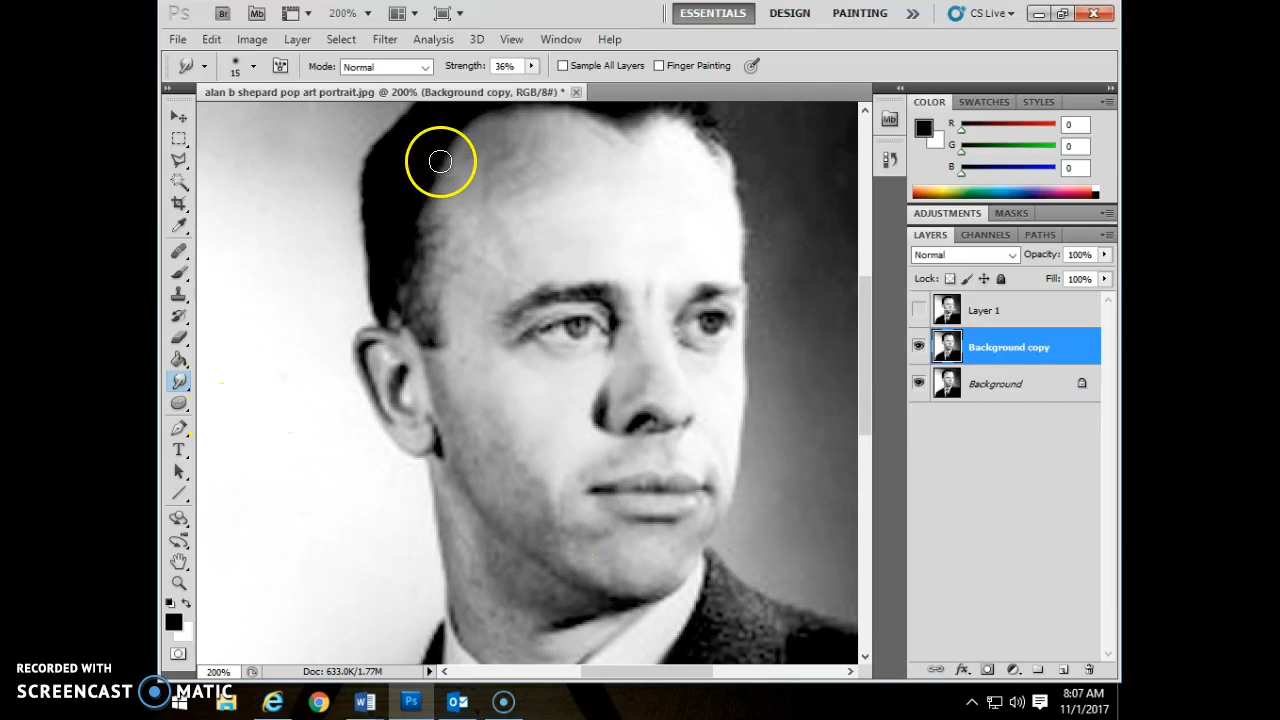 Ps Br Mb 200% ESSENTIALS DESIGN PAINTING CS Live
File Edit Image Layer Select Filter Analysis 3D View Window Help
15 Mode: Normal Strength: 36% Sample All Layers Finger Painting
alan b shepard pop art portrait.jpg @ 200% (Background copy, RGB/8#) *
Mb
COLOR SWATCHES STYLES
R 0
G 0
B 0
ADJUSTMENTS MASKS
LAYERS CHANNELS PATHS
Normal Opacity: 100%
Lock: Fill: 100%
Layer 1
Background copy
Background
T
200% Doc: 633.0K/1.77M
RECORDED WITH
SCREENCAST MATIC
Ps
8:07 AM
11/1/2017